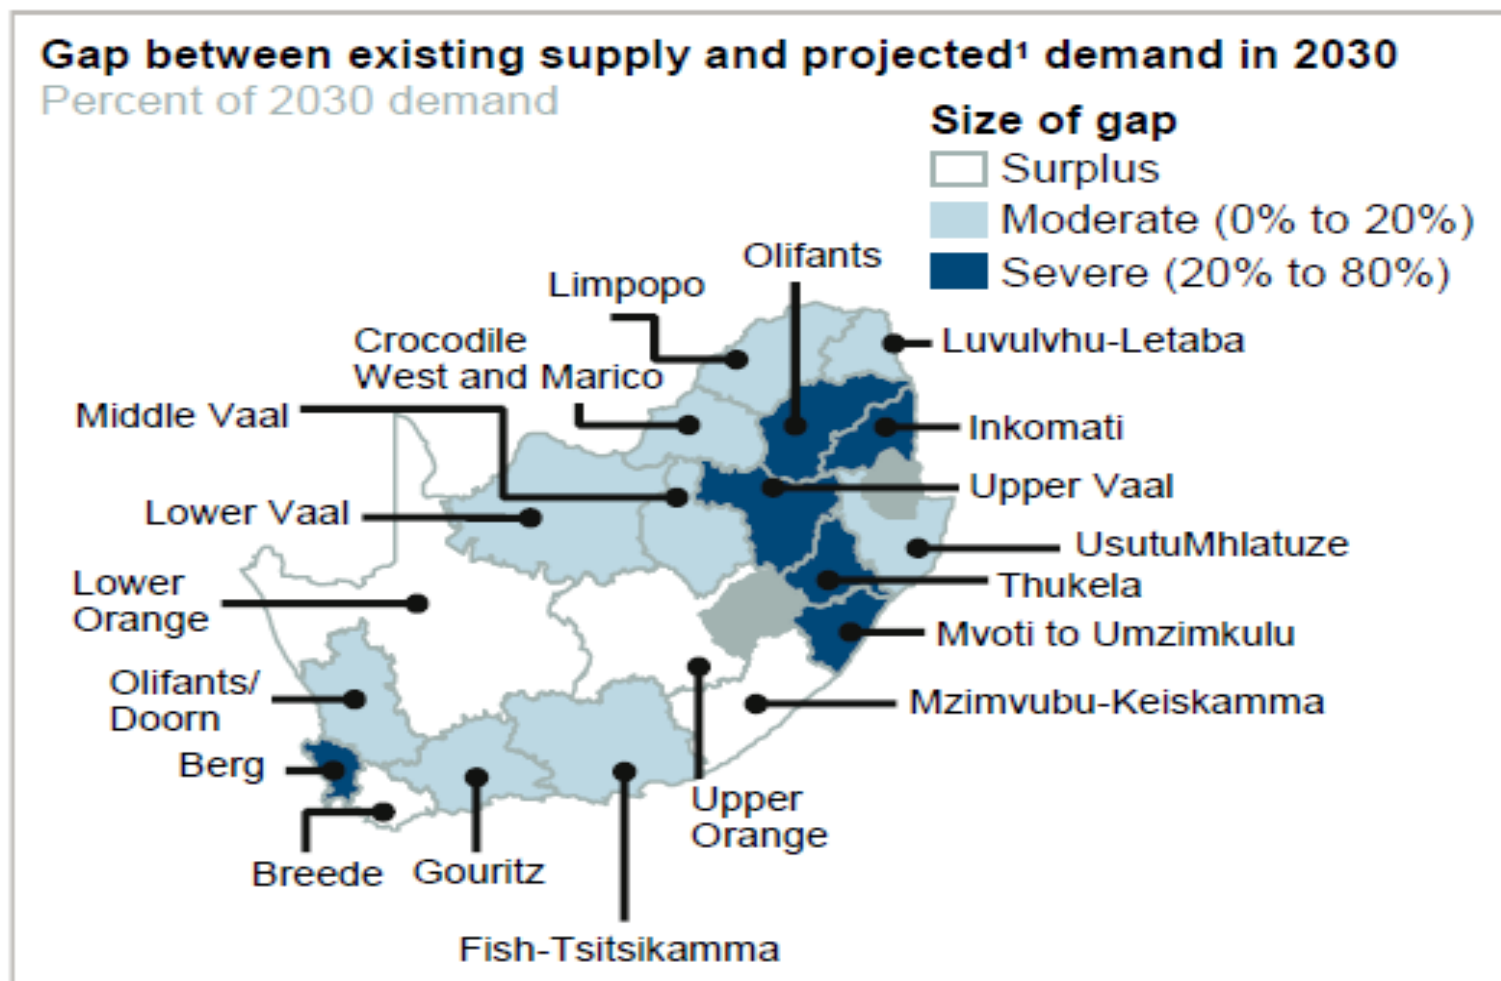 Gap between existing supply and projected¹ demand in 2030
Percent of 2030 demand
Size of gap
Surplus
Moderate (0% to 20%)
Severe (20% to 80%)
Olifants
Limpopo
Crocodile
West and Marico
Luvulvhu-Letaba
Middle Vaal
Inkomati
Upper Vaal
Lower Vaal
UsutuMhlatuze
Lower
Orange
Thukela
Mvoti to Umzimkulu
Olifants/
Doorn
Mzimvubu-Keiskamma
Berg
Upper
Orange
Breede
Gouritz
Fish-Tsitsikamma